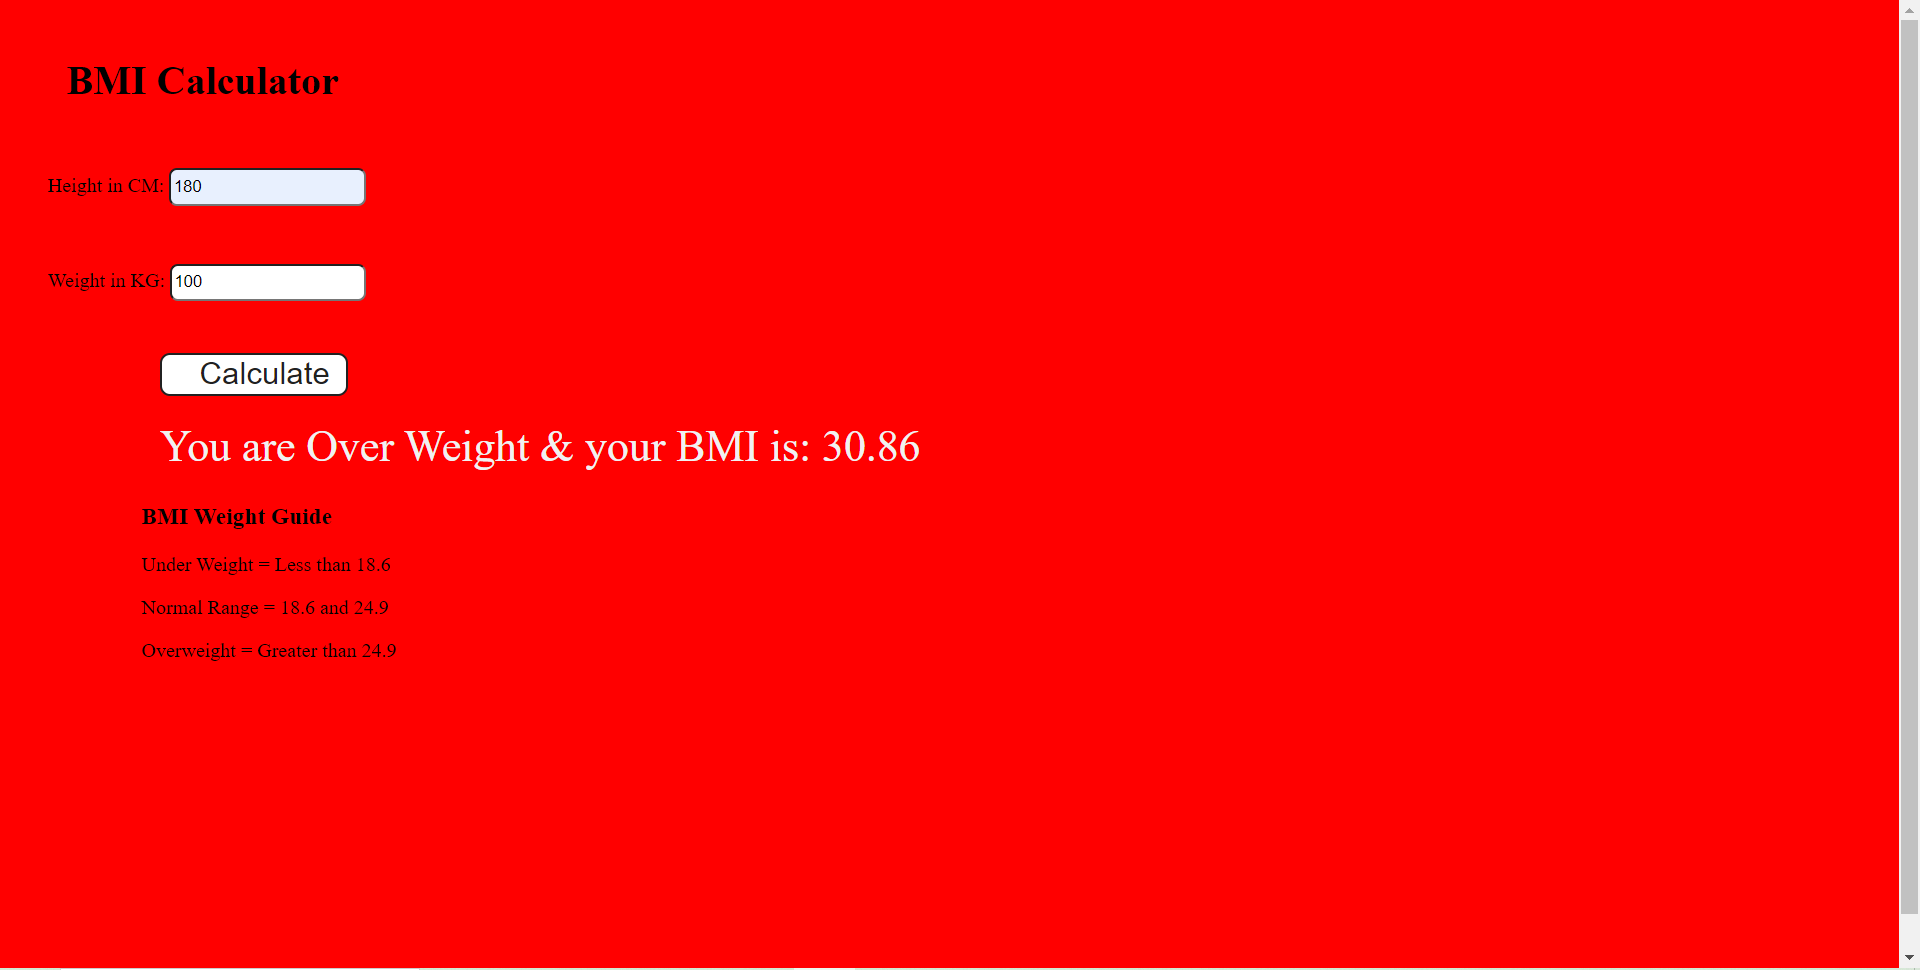 BMI Calculator
Height in CM: 180
Weight in KG: 100
Calculate
You are Over Weight & your BMI is: 30.86
BMI Weight Guide
Under Weight = Less than 18.6
Normal Range = 18.6 and 24.9
Overweight = Greater than 24.9